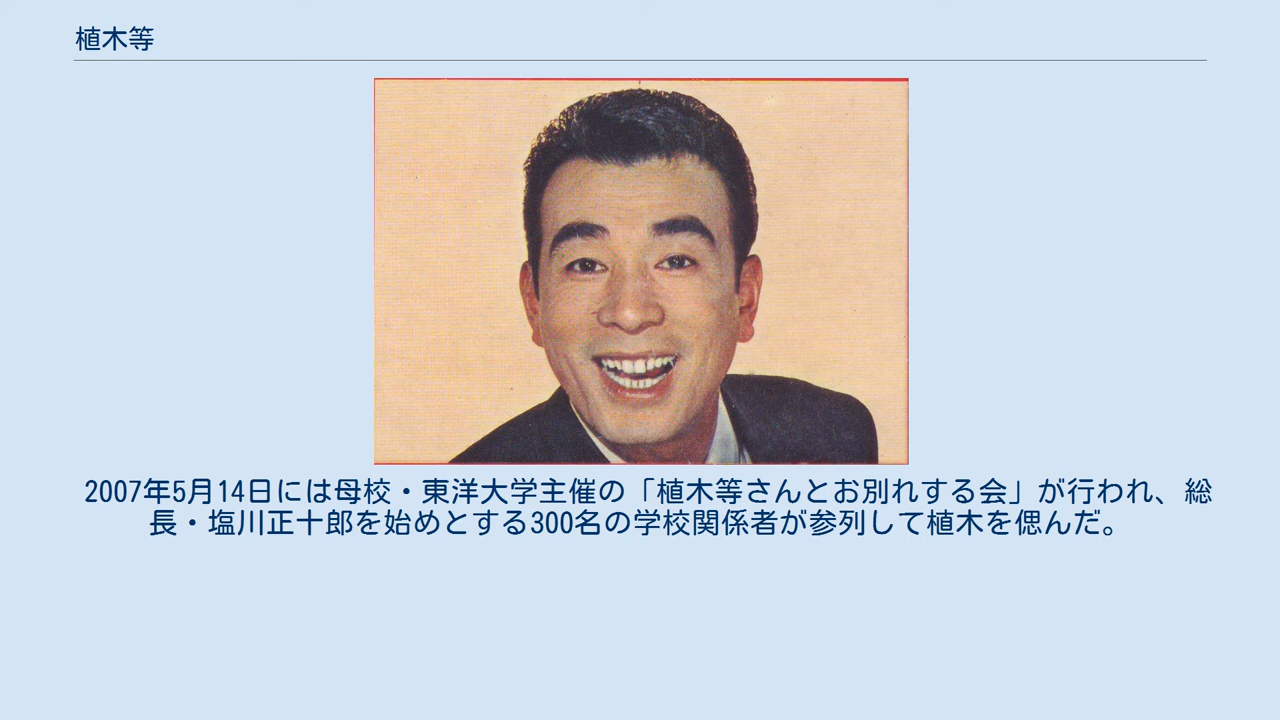 植木等
2007年5月14日には母校・東洋大学主催の「植木等さんとお別れする会」が行われ、総
長・塩川正十郎を始めとする300名の学校関係者が参列して植木を偲んだ。